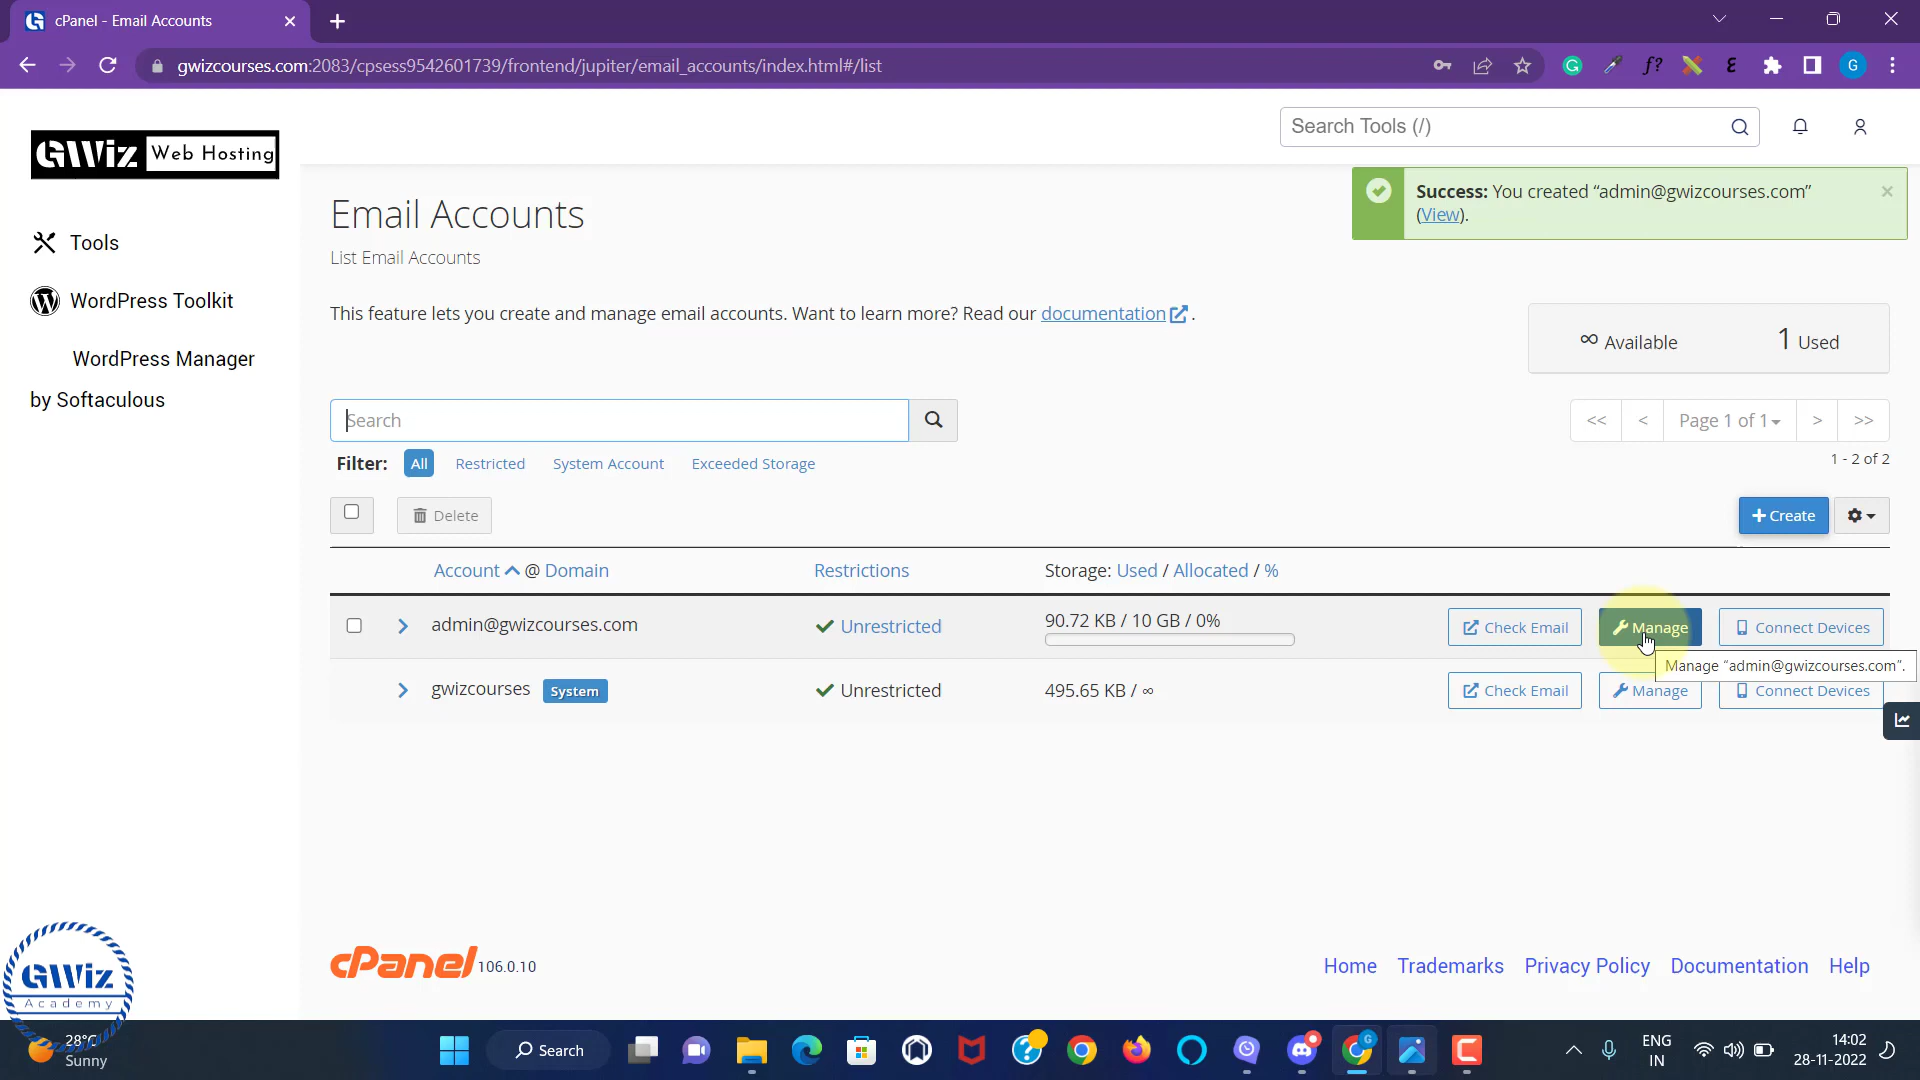 cPanel - Email Accounts
gwizcourses.com:2083/cpsess9542601739/frontend/jupiter/email_accounts/index.html#/list
G
GWiz Web Hosting
Search Tools (/)
Tools
WordPress Toolkit
WordPress Manager
by Softaculous
Success: You created “admin@gwizcourses.com”
(View).
Email Accounts
List Email Accounts
This feature lets you create and manage email accounts. Want to learn more? Read our documentation.
∞ Available 1 Used
Search
<< < Page 1 of 1 > >>
1 - 2 of 2
Filter: All Restricted System Account Exceeded Storage
Delete
+ Create
Account @ Domain Restrictions Storage: Used / Allocated / %
admin@gwizcourses.com Unrestricted 90.72 KB / 10 GB / 0% Check Email Manage Connect Devices
Manage “admin@gwizcourses.com”.
gwizcourses System Unrestricted 495.65 KB / ∞ Check Email Manage Connect Devices
cPanel 106.0.10
Home Trademarks Privacy Policy Documentation Help
GWiz
Academy
28°C
Sunny
Search
ENG
IN
14:02
28-11-2022